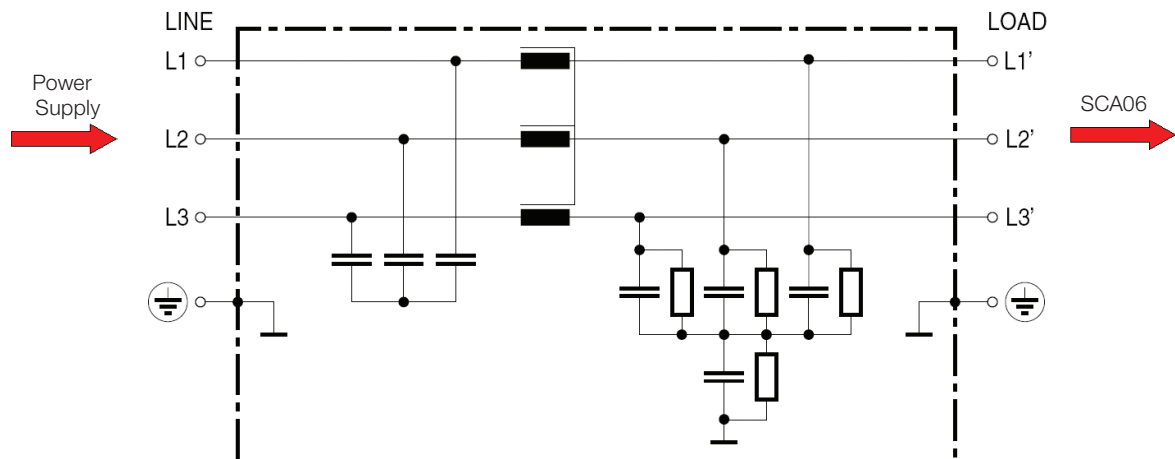 LINE
LOAD
L1
L1’
Power
Supply
SCA06
L2
L2’
L3
L3’